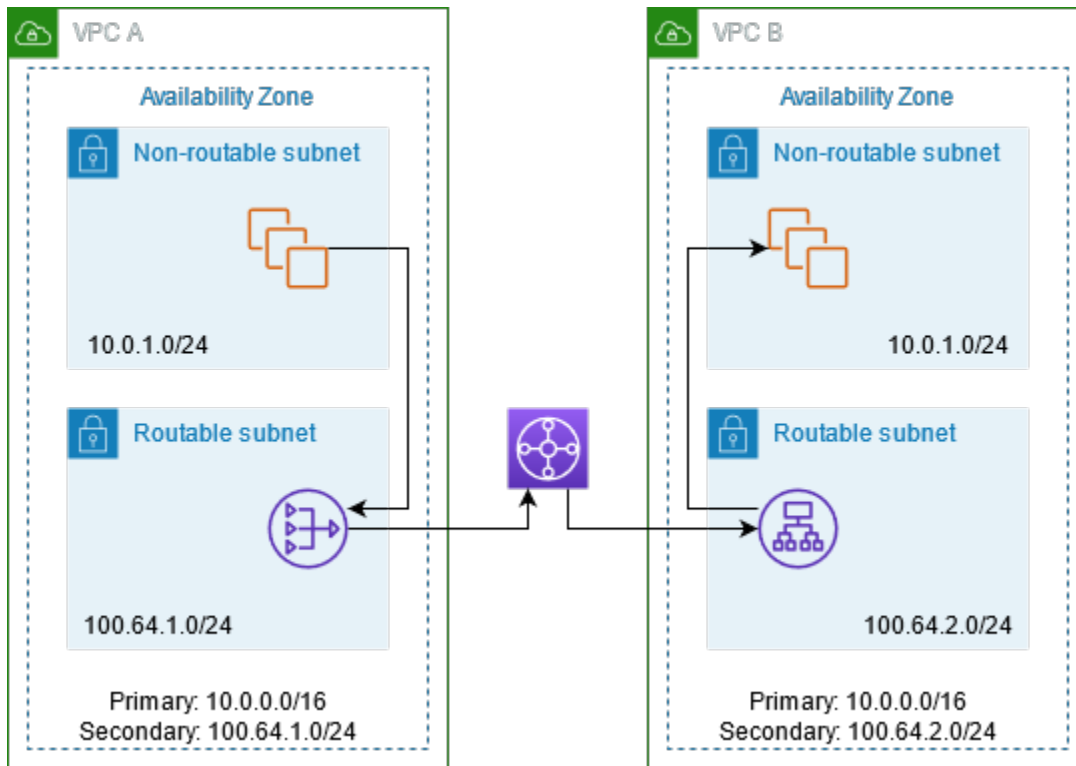 VPC A
Availability Zone
Non-routable subnet
10.0.1.0/24
Routable subnet
100.64.1.0/24
Primary: 10.0.0.0/16
Secondary: 100.64.1.0/24
VPC B
Availability Zone
Non-routable subnet
10.0.1.0/24
Routable subnet
100.64.2.0/24
Primary: 10.0.0.0/16
Secondary: 100.64.2.0/24